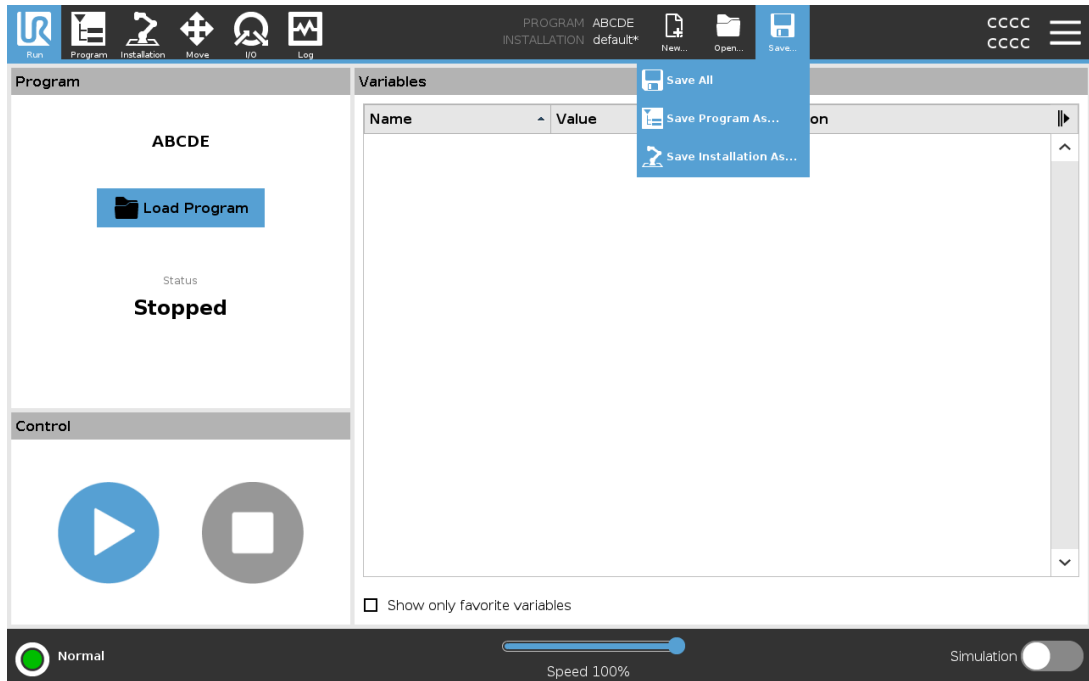 Run
Program
Installation
Move
I/O
Log
PROGRAM ABCDE
INSTALLATION default*
New...
Open...
Save...
CCCC
CCCC
Save All
Save Program As...
Save Installation As...
Program
ABCDE
Load Program
Status
Stopped
Control
Variables
Name
Value
on
Show only favorite variables
Normal
Speed 100%
Simulation